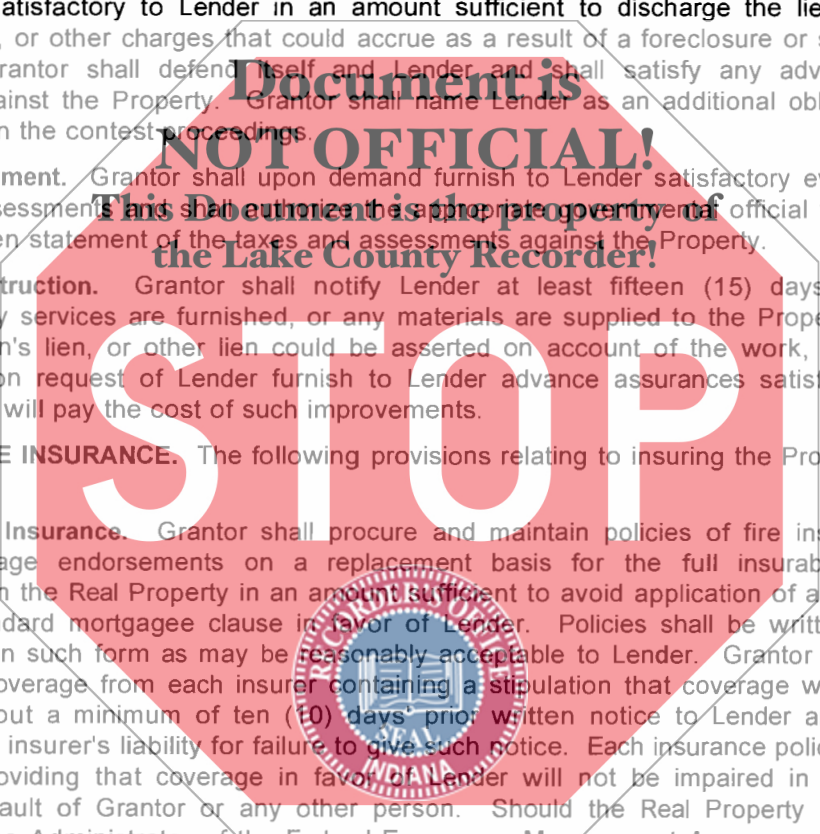 atisfactory to Lender in an amount sufficient to discharge the lie
, or other charges that could accrue as a result of a foreclosure or s
rantor shall defend itself and Lender and shall satisfy any adv
ainst the Property. Grantor shall name Lender as an additional obl
n the contest proceedings.
Document is
NOT OFFICIAL!
This Document is the property of
the Lake County Recorder!
ment. Grantor shall upon demand furnish to Lender satisfactory e
sessments and shall authorize the appropriate governmental official
en statement of the taxes and assessments against the Property.
truction. Grantor shall notify Lender at least fifteen (15) days
y services are furnished, or any materials are supplied to the Prope
n's lien, or other lien could be asserted on account of the work,
on request of Lender furnish to Lender advance assurances satisf
will pay the cost of such improvements.
STOP
E INSURANCE. The following provisions relating to insuring the Pro
Insurance. Grantor shall procure and maintain policies of fire ins
age endorsements on a replacement basis for the full insurab
n the Real Property in an amount sufficient to avoid application of a
dard mortgagee clause in favor of Lender. Policies shall be writt
n such form as may be reasonably acceptable to Lender. Grantor
overage from each insurer containing a stipulation that coverage w
out a minimum of ten (10) days' prior written notice to Lender a
insurer's liability for failure to give such notice. Each insurance polic
oviding that coverage in favor of Lender will not be impaired in
ault of Grantor or any other person. Should the Real Property
RECORDER'S OFFICE
SEAL
INDIANA